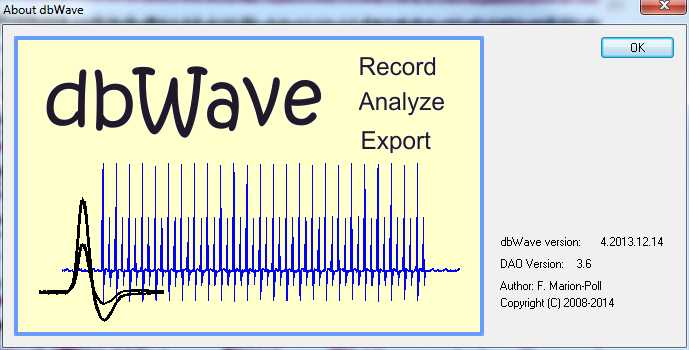 About dbWave
OK
dbWave
Record
Analyze
Export
dbWave version: 4.2013.12.14
DAO Version: 3.6
Author: F. Marion-Poll
Copyright (C) 2008-2014